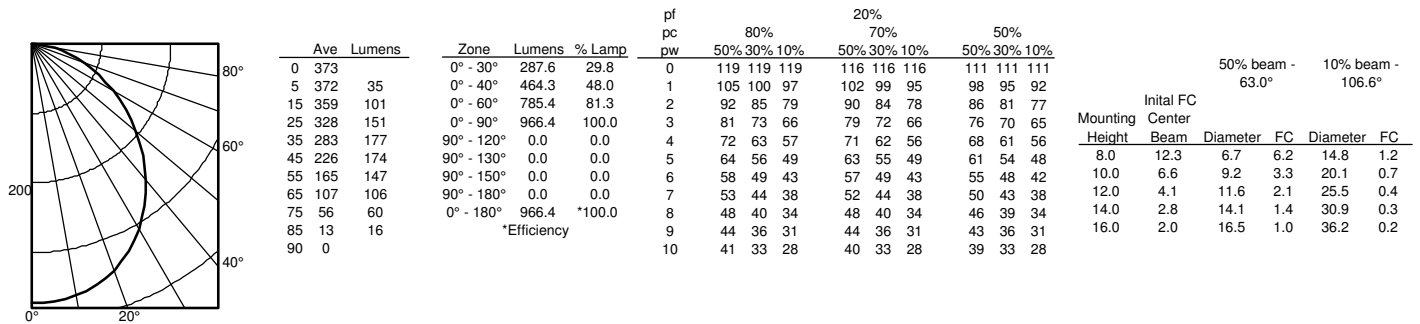 80°
60°
200
40°
0° 20°
Ave Lumens
0 373
5 372 35
15 359 101
25 328 151
35 283 177
45 226 174
55 165 147
65 107 106
75 56 60
85 13 16
90 0
Zone Lumens % Lamp
0° - 30° 287.6 29.8
0° - 40° 464.3 48.0
0° - 60° 785.4 81.3
0° - 90° 966.4 100.0
90° - 120° 0.0 0.0
90° - 130° 0.0 0.0
90° - 150° 0.0 0.0
90° - 180° 0.0 0.0
0° - 180° 966.4 *100.0
*Efficiency
pf 20%
pc 80% 70% 50%
pw 50% 30% 10% 50% 30% 10% 50% 30% 10%
0 119 119 119 116 116 116 111 111 111
1 105 100 97 102 99 95 98 95 92
2 92 85 79 90 84 78 86 81 77
3 81 73 66 79 72 66 76 70 65
4 72 63 57 71 62 56 68 61 56
5 64 56 49 63 55 49 61 54 48
6 58 49 43 57 49 43 55 48 42
7 53 44 38 52 44 38 50 43 38
8 48 40 34 48 40 34 46 39 34
9 44 36 31 44 36 31 43 36 31
10 41 33 28 40 33 28 39 33 28
50% beam - 10% beam -
63.0° 106.6°
Inital FC
Mounting Center
Height Beam Diameter FC Diameter FC
8.0 12.3 6.7 6.2 14.8 1.2
10.0 6.6 9.2 3.3 20.1 0.7
12.0 4.1 11.6 2.1 25.5 0.4
14.0 2.8 14.1 1.4 30.9 0.3
16.0 2.0 16.5 1.0 36.2 0.2